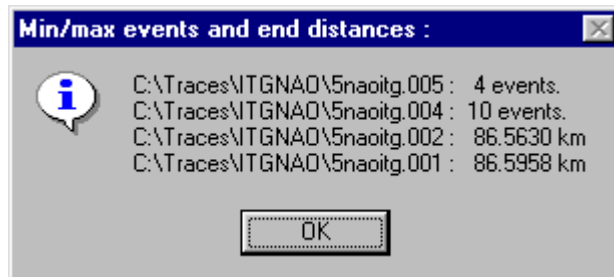 Min/max events and end distances :
C:\Traces\ITGNAO\5naoitg.005 : 4 events.
C:\Traces\ITGNAO\5naoitg.004 : 10 events.
C:\Traces\ITGNAO\5naoitg.002 : 86.5630 km
C:\Traces\ITGNAO\5naoitg.001 : 86.5958 km
OK